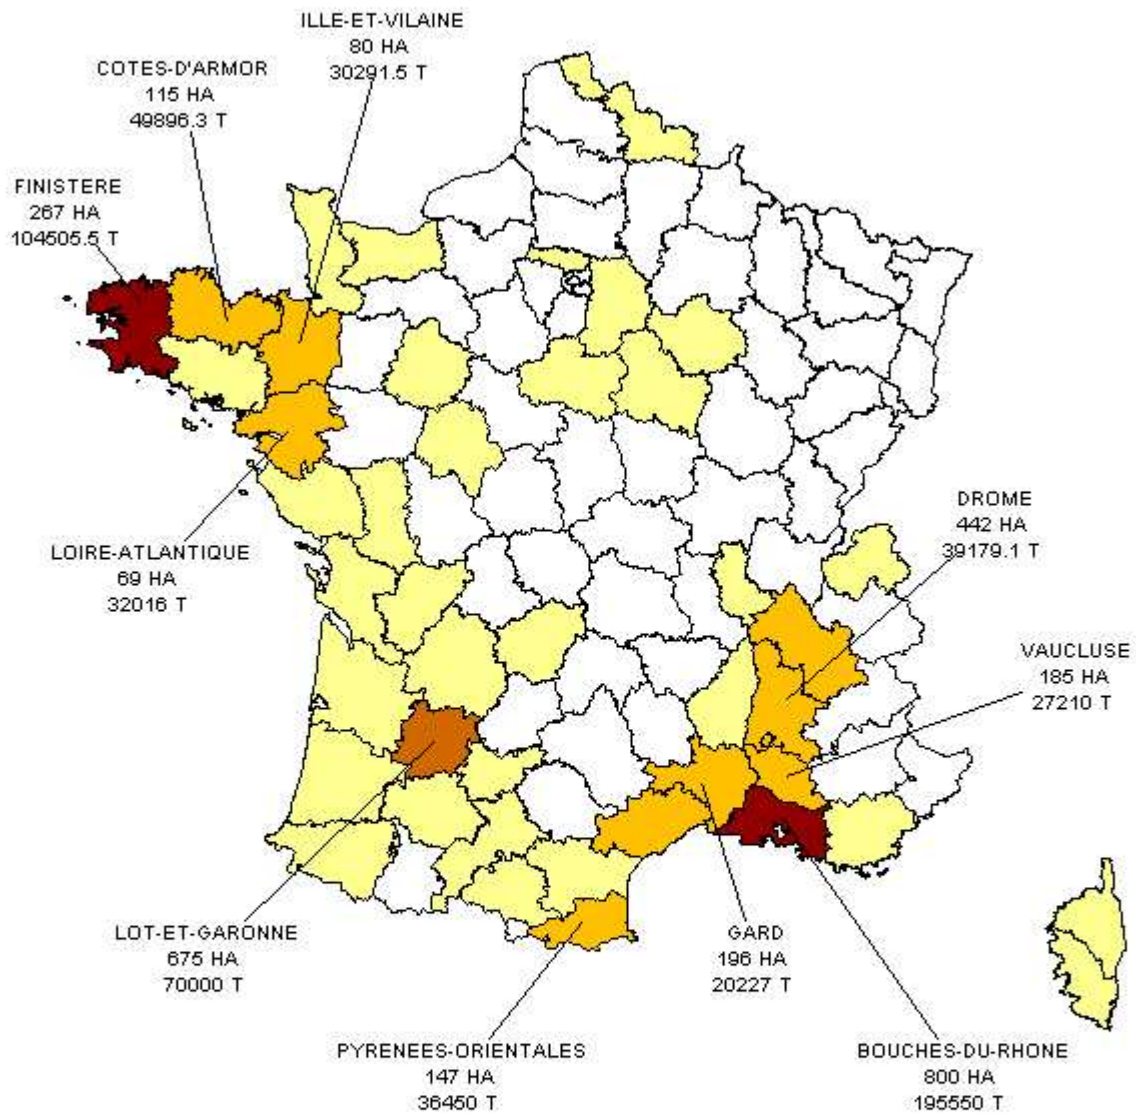 ILLE-ET-VILAINE
80 HA
30291.5 T
COTES-D'ARMOR
115 HA
49896.3 T
FINISTERE
267 HA
104505.5 T
LOIRE-ATLANTIQUE
69 HA
32016 T
DROME
442 HA
39179.1 T
VAUCLUSE
185 HA
27210 T
LOT-ET-GARONNE
675 HA
70000 T
GARD
196 HA
20227 T
PYRENEES-ORIENTALES
147 HA
36450 T
BOUCHES-DU-RHONE
800 HA
195550 T